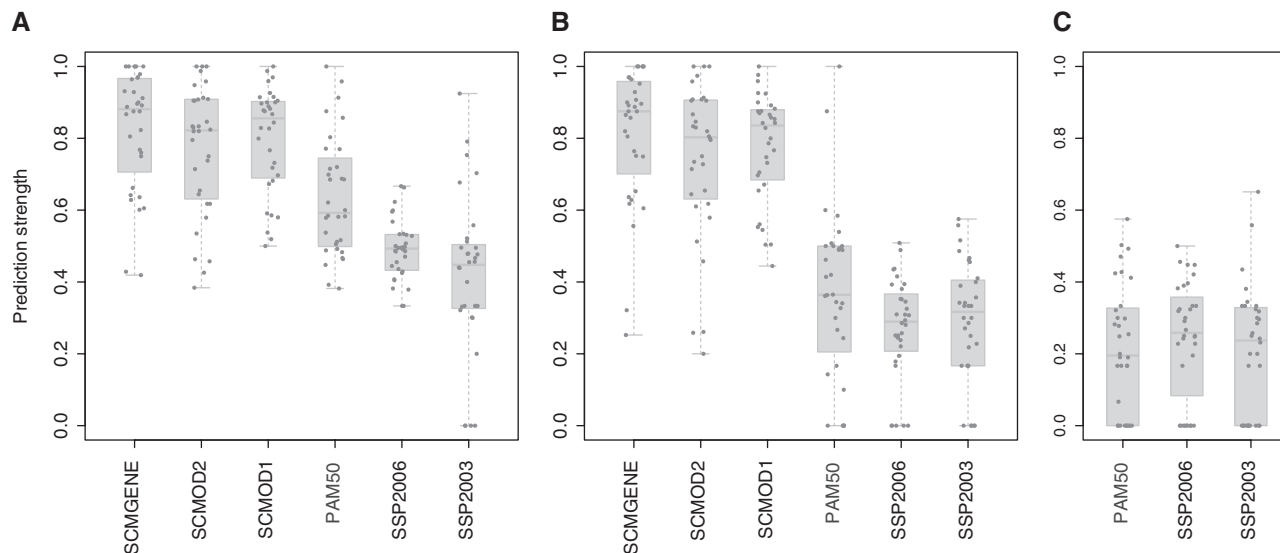 A
B
C
Prediction strength
1.0
0.8
0.6
0.4
0.2
0.0
SCMGENE
SCMOD2
SCMOD1
PAM50
SSP2006
SSP2003
1.0
0.8
0.6
0.4
0.2
0.0
SCMGENE
SCMOD2
SCMOD1
PAM50
SSP2006
SSP2003
1.0
0.8
0.6
0.4
0.2
0.0
PAM50
SSP2006
SSP2003